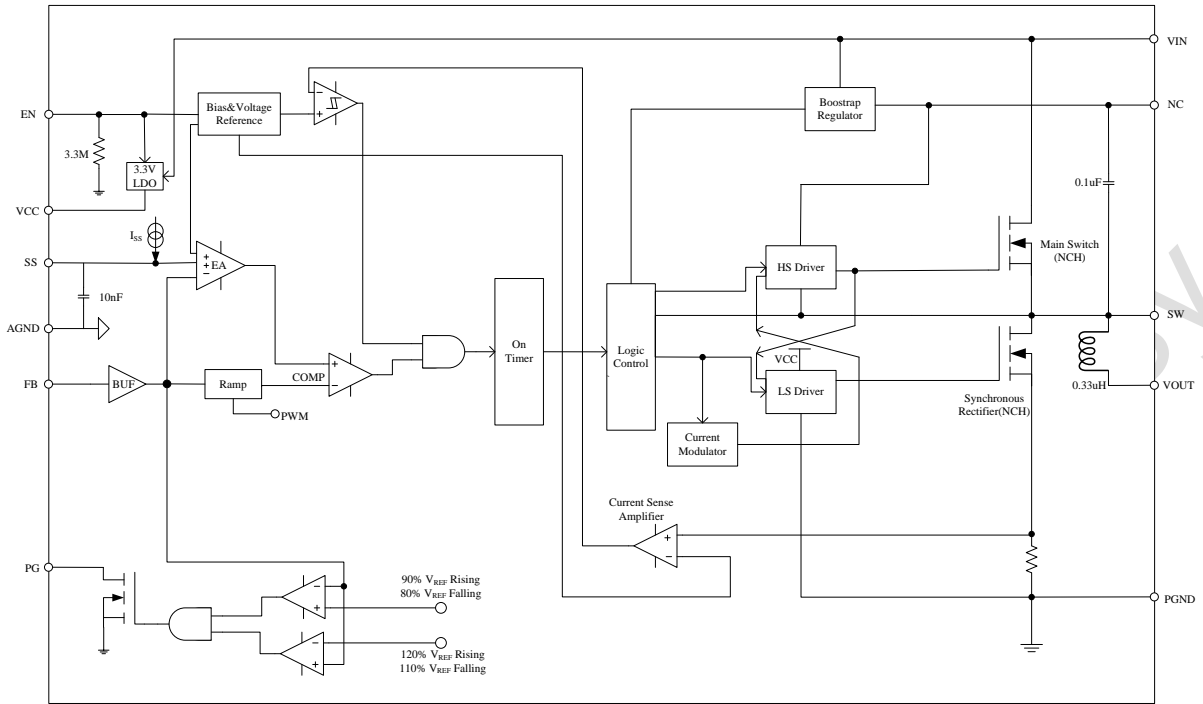 VIN
EN
Bias&Voltage
Reference
Boostrap
Regulator
NC
3.3M
3.3V
LDO
0.1uF
VCC
ISS
SS
EA
HS Driver
Main Switch
(NCH)
10nF
AGND
SW
On
Timer
Logic
Control
VCC
FB
BUF
Ramp
COMP
LS Driver
0.33uH
VOUT
PWM
Synchronous
Rectifier(NCH)
Current
Modulator
Current Sense
Amplifier
PG
90% VREF Rising
80% VREF Falling
PGND
120% VREF Rising
110% VREF Falling